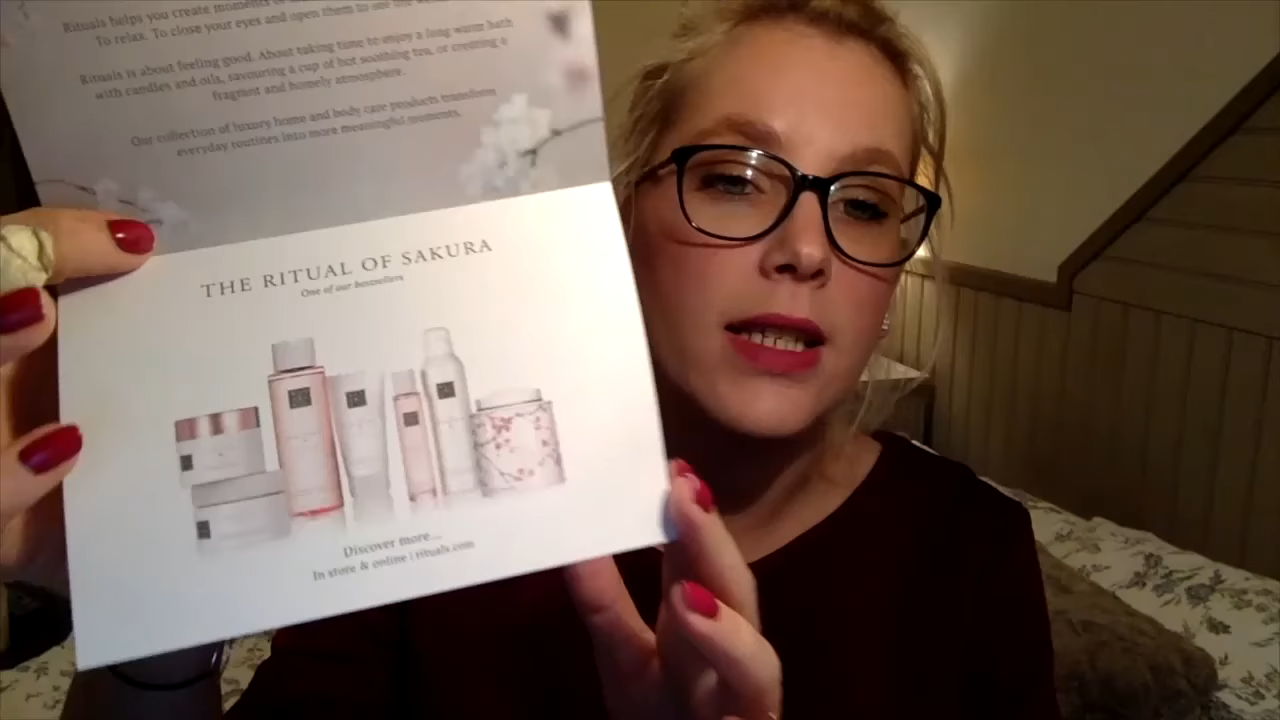 Rituals helps you create moments of
To relax. To close your eyes and open them to see the
Rituals is about feeling good. About taking time to enjoy a long warm bath
with candles and oils, savouring a cup of hot soothing tea, or creating a
fragrant and homely atmosphere.
Our collection of luxury home and body care products transform
everyday routines into more meaningful moments.
THE RITUAL OF SAKURA
One of our bestsellers
Discover more...
In store & online | rituals.com